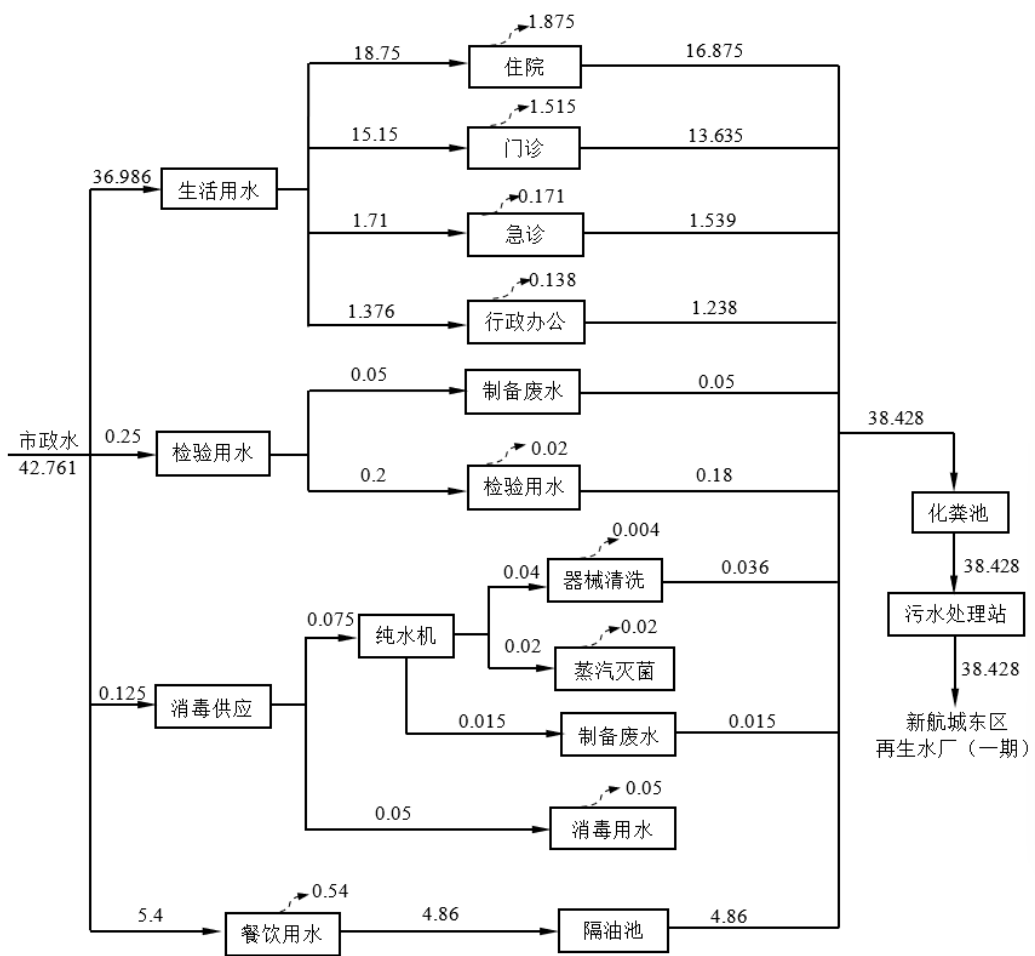 1.875
18.75
住院
16.875
1.515
15.15
门诊
13.635
36.986
生活用水
0.171
1.71
急诊
1.539
0.138
1.376
行政办公
1.238
0.05
制备废水
0.05
市政水
42.761
0.25
检验用水
0.02
0.2
检验用水
0.18
38.428
化粪池
38.428
污水处理站
38.428
新航城东区
再生水厂（一期）
0.004
0.04
器械清洗
0.036
0.075
纯水机
0.02
0.02
蒸汽灭菌
0.125
消毒供应
0.015
制备废水
0.015
0.05
0.05
消毒用水
0.54
5.4
餐饮用水
4.86
隔油池
4.86